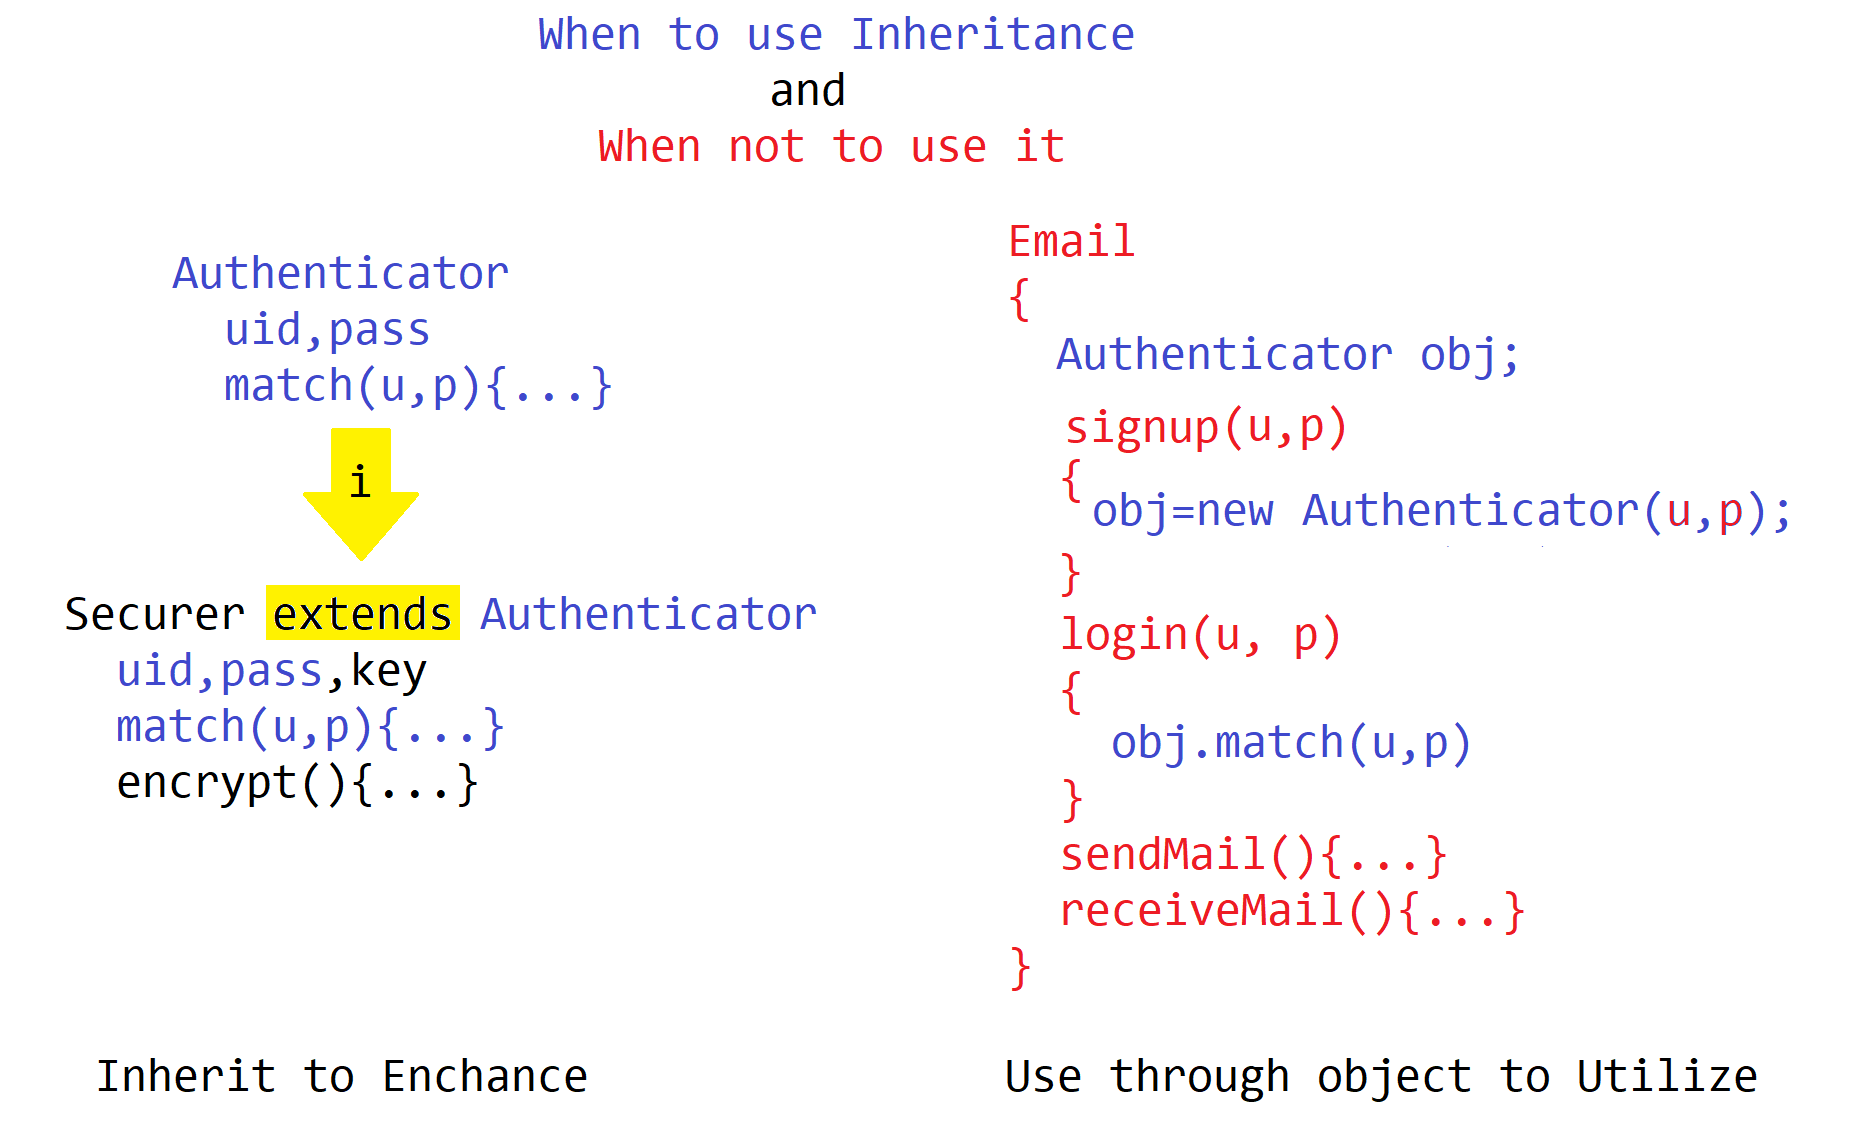 When to use Inheritance
and
When not to use it
Authenticator
uid,pass
match(u,p){...}
i
Securer extends Authenticator
uid,pass,key
match(u,p){...}
encrypt(){...}
Inherit to Enchance
Email
{
Authenticator obj;
signup(u,p)
{
obj=new Authenticator(u,p);
}
login(u, p)
{
obj.match(u,p)
}
sendMail(){...}
receiveMail(){...}
}
Use through object to Utilize